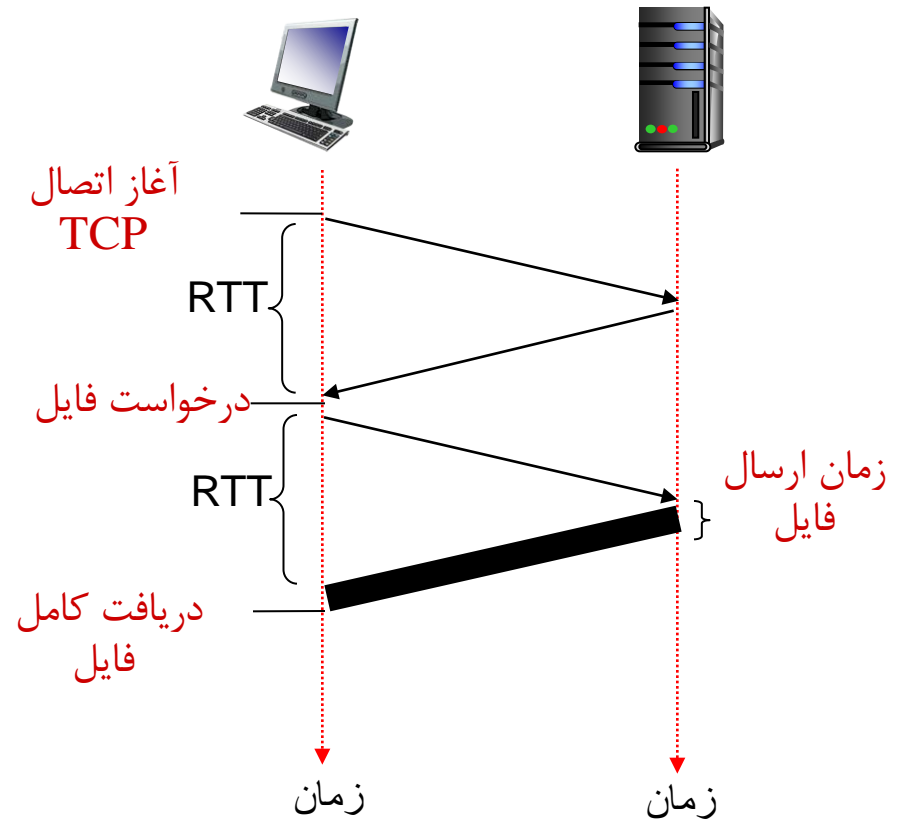 آغاز اتصال
TCP
RTT
درخواست فایل
RTT
زمان ارسال
فایل
دریافت کامل
فایل
زمان
زمان